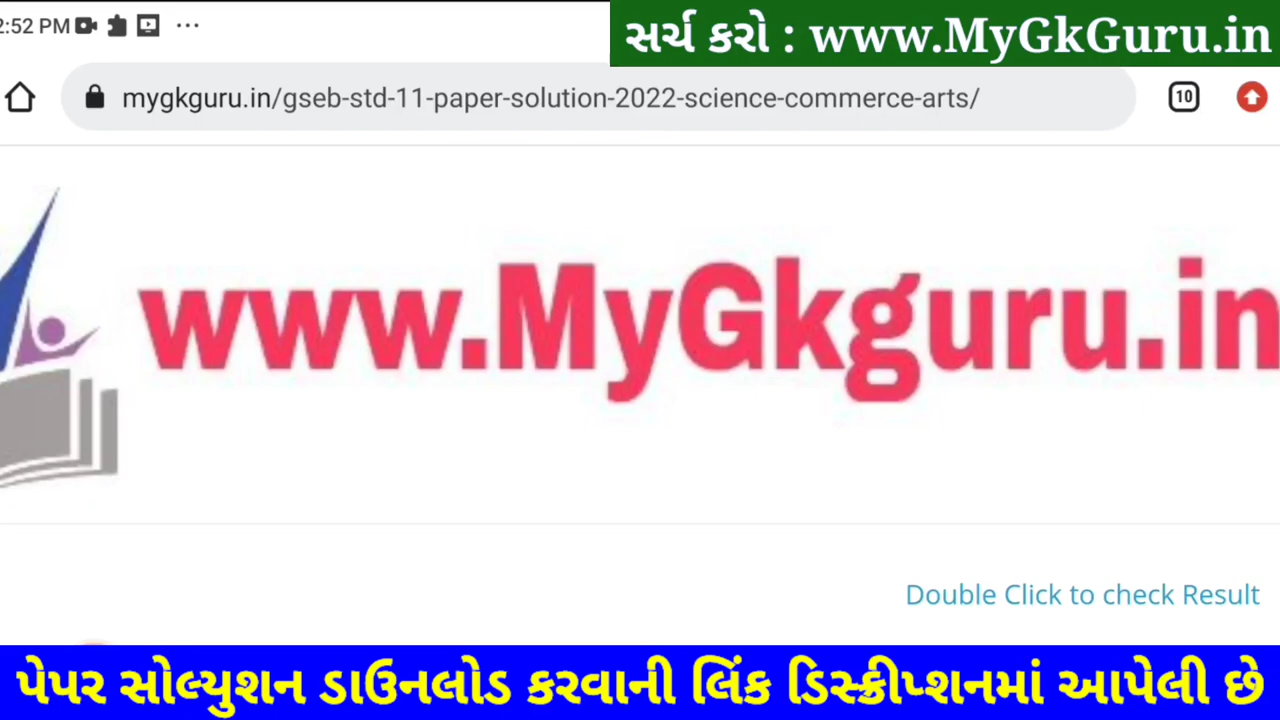 2:52 PM
સર્ચ કરો : www.MyGkGuru.in
mygkguru.in/gseb-std-11-paper-solution-2022-science-commerce-arts/
10
www.MyGkguru.in
Double Click to check Result
પેપર સોલ્યુશન ડાઉનલોડ કરવાની લિંક ડિસ્ક્રીપ્શનમાં આપેલી છે